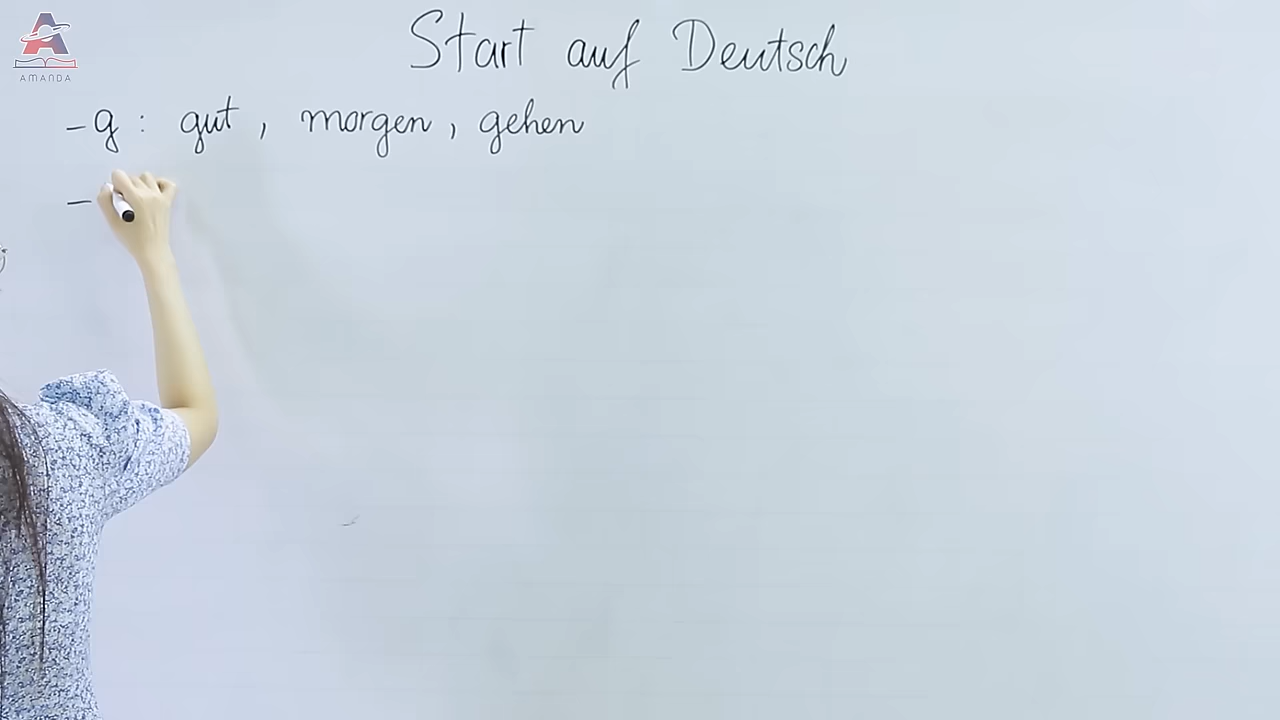 AMANDA
Start auf Deutsch
- g : gut , morgen , gehen
-